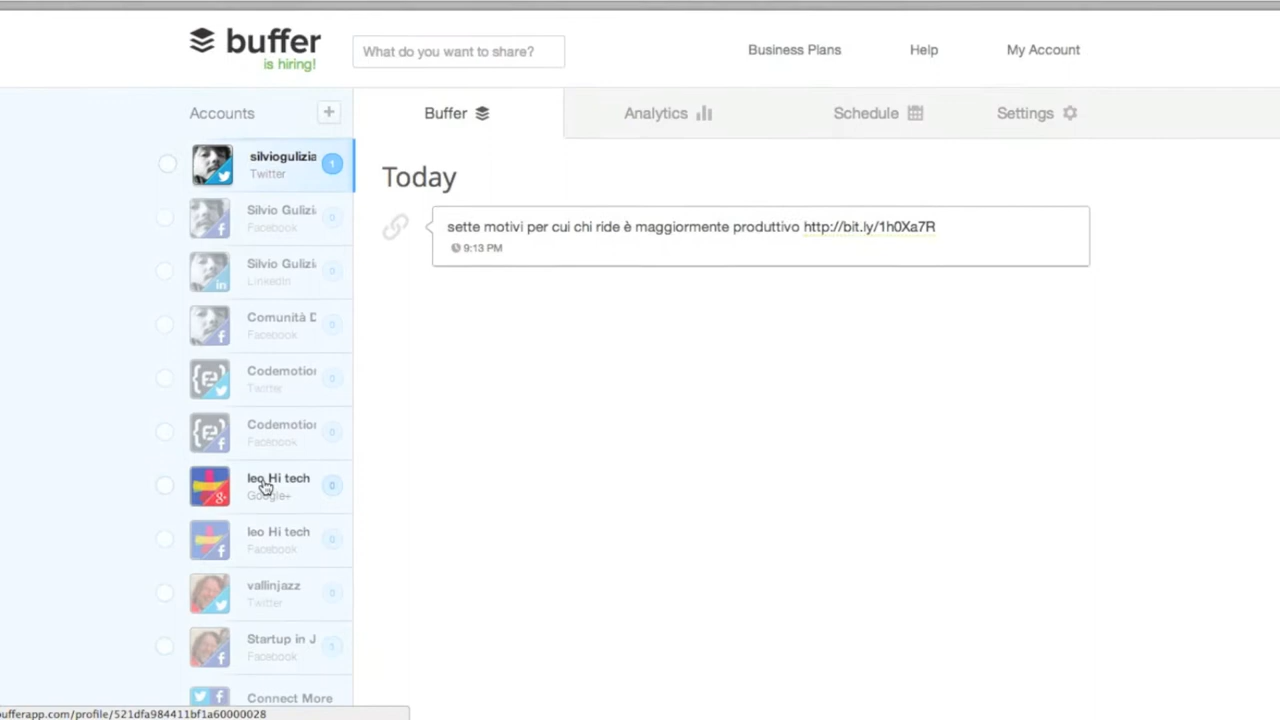 buffer
is hiring!
What do you want to share?
Business Plans
Help
My Account
Accounts
+
Buffer
Analytics
Schedule
Settings
silviogulizia
Twitter
1
Silvio Gulizi
Facebook
0
Silvio Gulizi
LinkedIn
0
Comunità D
Facebook
0
Codemotion
Twitter
0
Codemotion
Facebook
0
leo Hi tech
Google+
0
leo Hi tech
Facebook
0
vallinjazz
Twitter
0
Startup in J
Facebook
Connect More
Today
sette motivi per cui chi ride è maggiormente produttivo http://bit.ly/1h0Xa7R
9:13 PM
bufferapp.com/profile/521dfa984411bf1a60000028